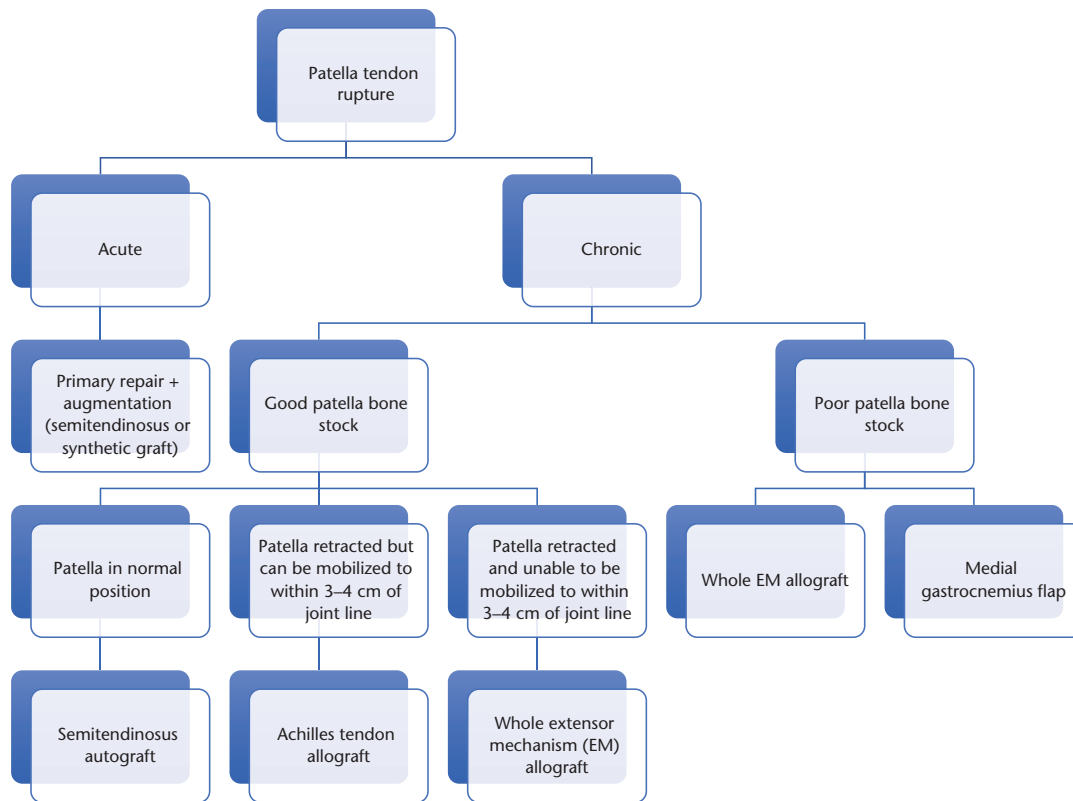 Patella tendon
rupture
Acute
Chronic
Primary repair +
augmentation
(semitendinosus or
synthetic graft)
Good patella bone
stock
Poor patella bone
stock
Patella in normal
position
Patella retracted but
can be mobilized to
within 3–4 cm of
joint line
Patella retracted
and unable to be
mobilized to within
3–4 cm of joint line
Whole EM allograft
Medial
gastrocnemius flap
Semitendinosus
autograft
Achilles tendon
allograft
Whole extensor
mechanism (EM)
allograft